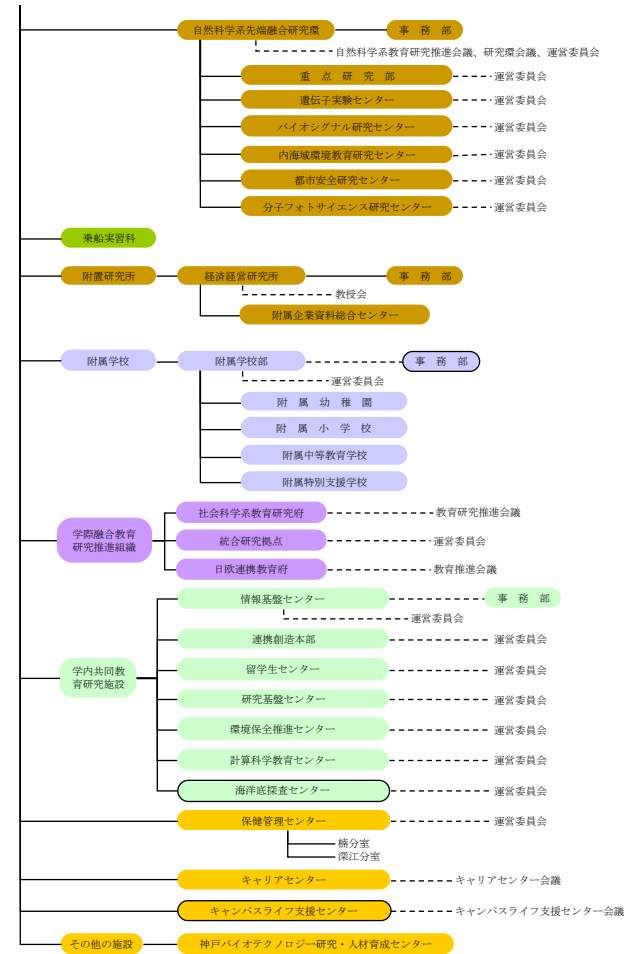 自然科学系先端融合研究環 事 務 部
自然科学系教育研究推進会議、研究環会議、運営委員会
重 点 研 究 部 運営委員会
遺伝子実験センター 運営委員会
バイオシグナル研究センター 運営委員会
内海域環境教育研究センター 運営委員会
都市安全研究センター 運営委員会
分子フォトサイエンス研究センター 運営委員会
乗船実習科
附置研究所 経済経営研究所 事 務 部
教授会
附属企業資料総合センター
附属学校 附属学校部 事 務 部
運営委員会
附 属 幼 稚 園
附 属 小 学 校
附属中等教育学校
附属特別支援学校
学際融合教育
研究推進組織
社会科学系教育研究府 教育研究推進会議
統合研究拠点 運営委員会
日欧連携教育府 教育推進会議
学内共同教
育研究施設
情報基盤センター 事 務 部
運営委員会
連携創造本部 運営委員会
留学生センター 運営委員会
研究基盤センター 運営委員会
環境保全推進センター 運営委員会
計算科学教育センター 運営委員会
海洋底探査センター 運営委員会
保健管理センター 運営委員会
楠分室
深江分室
キャリアセンター キャリアセンター会議
キャンパスライフ支援センター キャンパスライフ支援センター会議
その他の施設 神戸バイオテクノロジー研究・人材育成センター